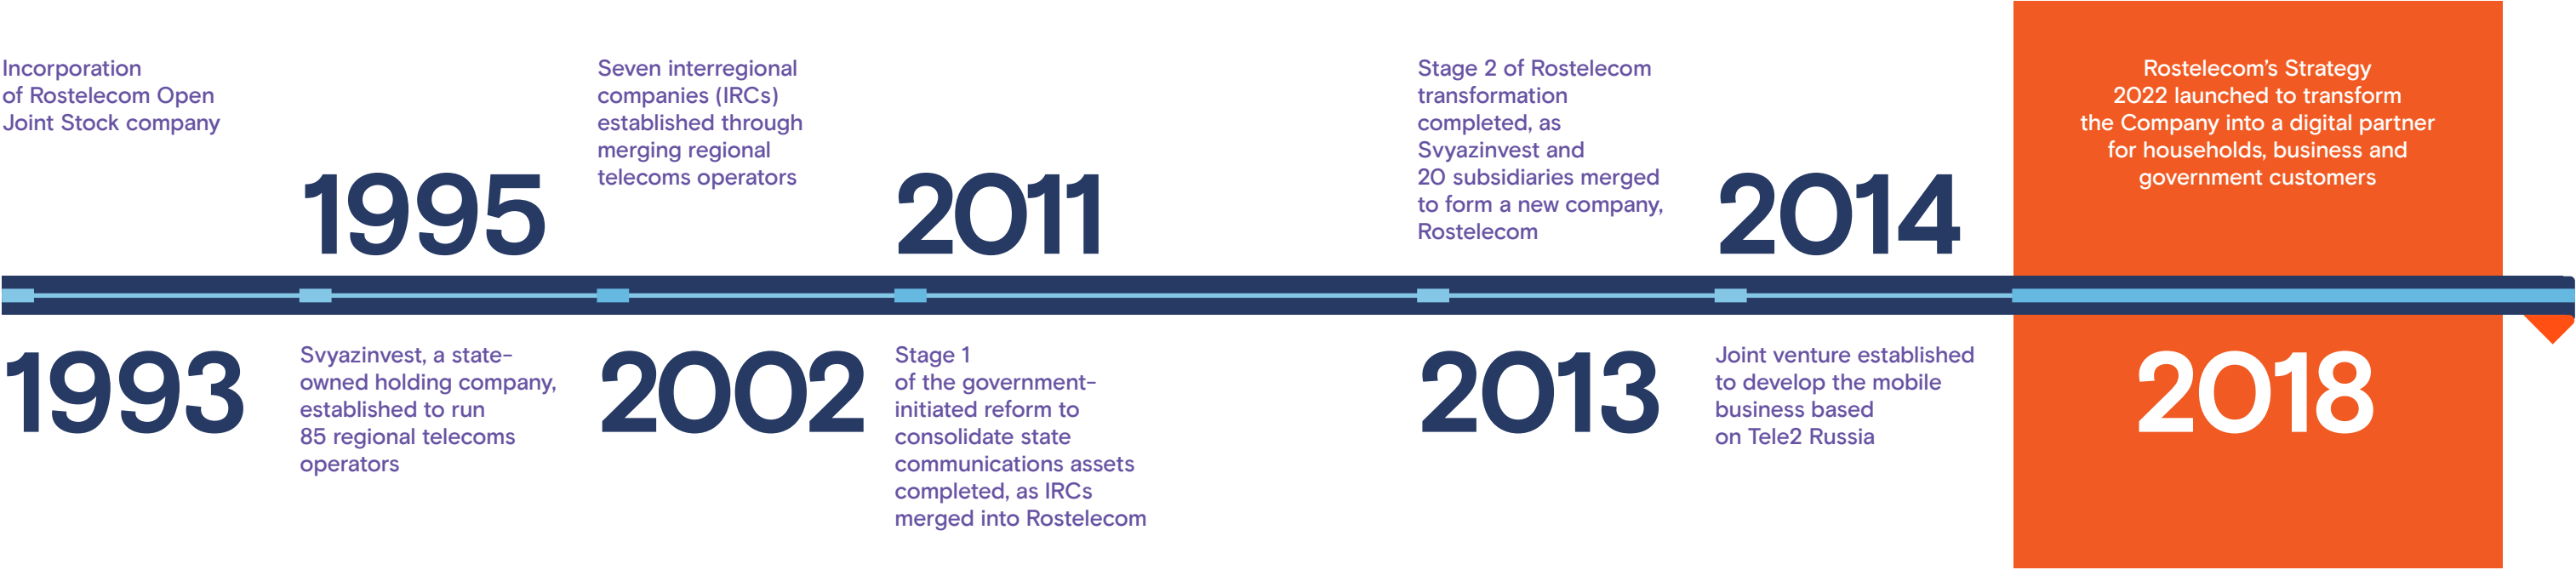 Incorporation
of Rostelecom Open
Joint Stock company
1993
1995
Svyazinvest, a state-
owned holding company,
established to run
85 regional telecoms
operators
Seven interregional
companies (IRCs)
established through
merging regional
telecoms operators
2002
2011
Stage 1
of the government-
initiated reform to
consolidate state
communications assets
completed, as IRCs
merged into Rostelecom
Stage 2 of Rostelecom
transformation
completed, as
Svyazinvest and
20 subsidiaries merged
to form a new company,
Rostelecom
2013
2014
Joint venture established
to develop the mobile
business based
on Tele2 Russia
Rostelecom's Strategy
2022 launched to transform
the Company into a digital partner
for households, business and
government customers
2018